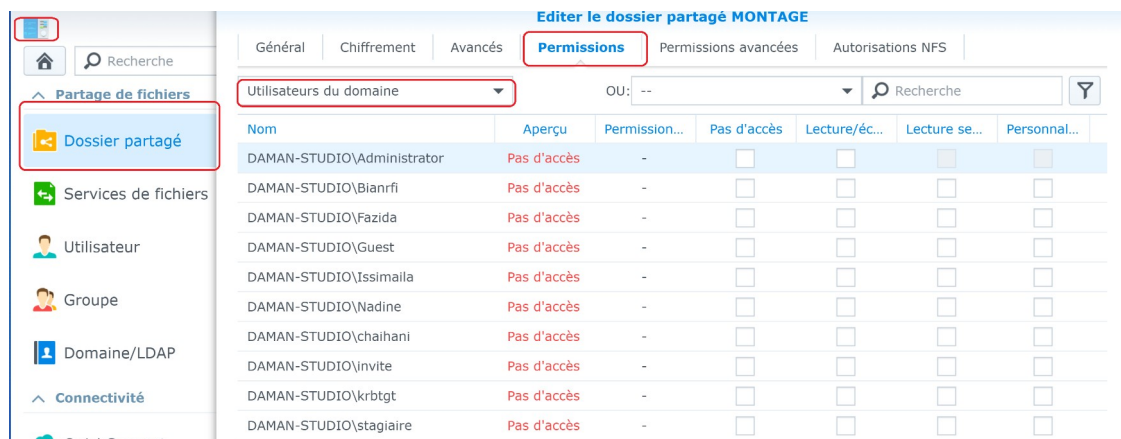 Editer le dossier partagé MONTAGE
Général Chiffrement Avancés Permissions Permissions avancées Autorisations NFS
Recherche
Partage de fichiers
Dossier partagé
Services de fichiers
Utilisateur
Groupe
Domaine/LDAP
Connectivité
Utilisateurs du domaine OU: -- Recherche
Nom Aperçu Permission... Pas d'accès Lecture/éc... Lecture se... Personnal...
DAMAN-STUDIO\Administrator Pas d'accès -
DAMAN-STUDIO\Bianrfi Pas d'accès -
DAMAN-STUDIO\Fazida Pas d'accès -
DAMAN-STUDIO\Guest Pas d'accès -
DAMAN-STUDIO\Issimaila Pas d'accès -
DAMAN-STUDIO\Nadine Pas d'accès -
DAMAN-STUDIO\chaihani Pas d'accès -
DAMAN-STUDIO\invite Pas d'accès -
DAMAN-STUDIO\krbtgt Pas d'accès -
DAMAN-STUDIO\stagiaire Pas d'accès -